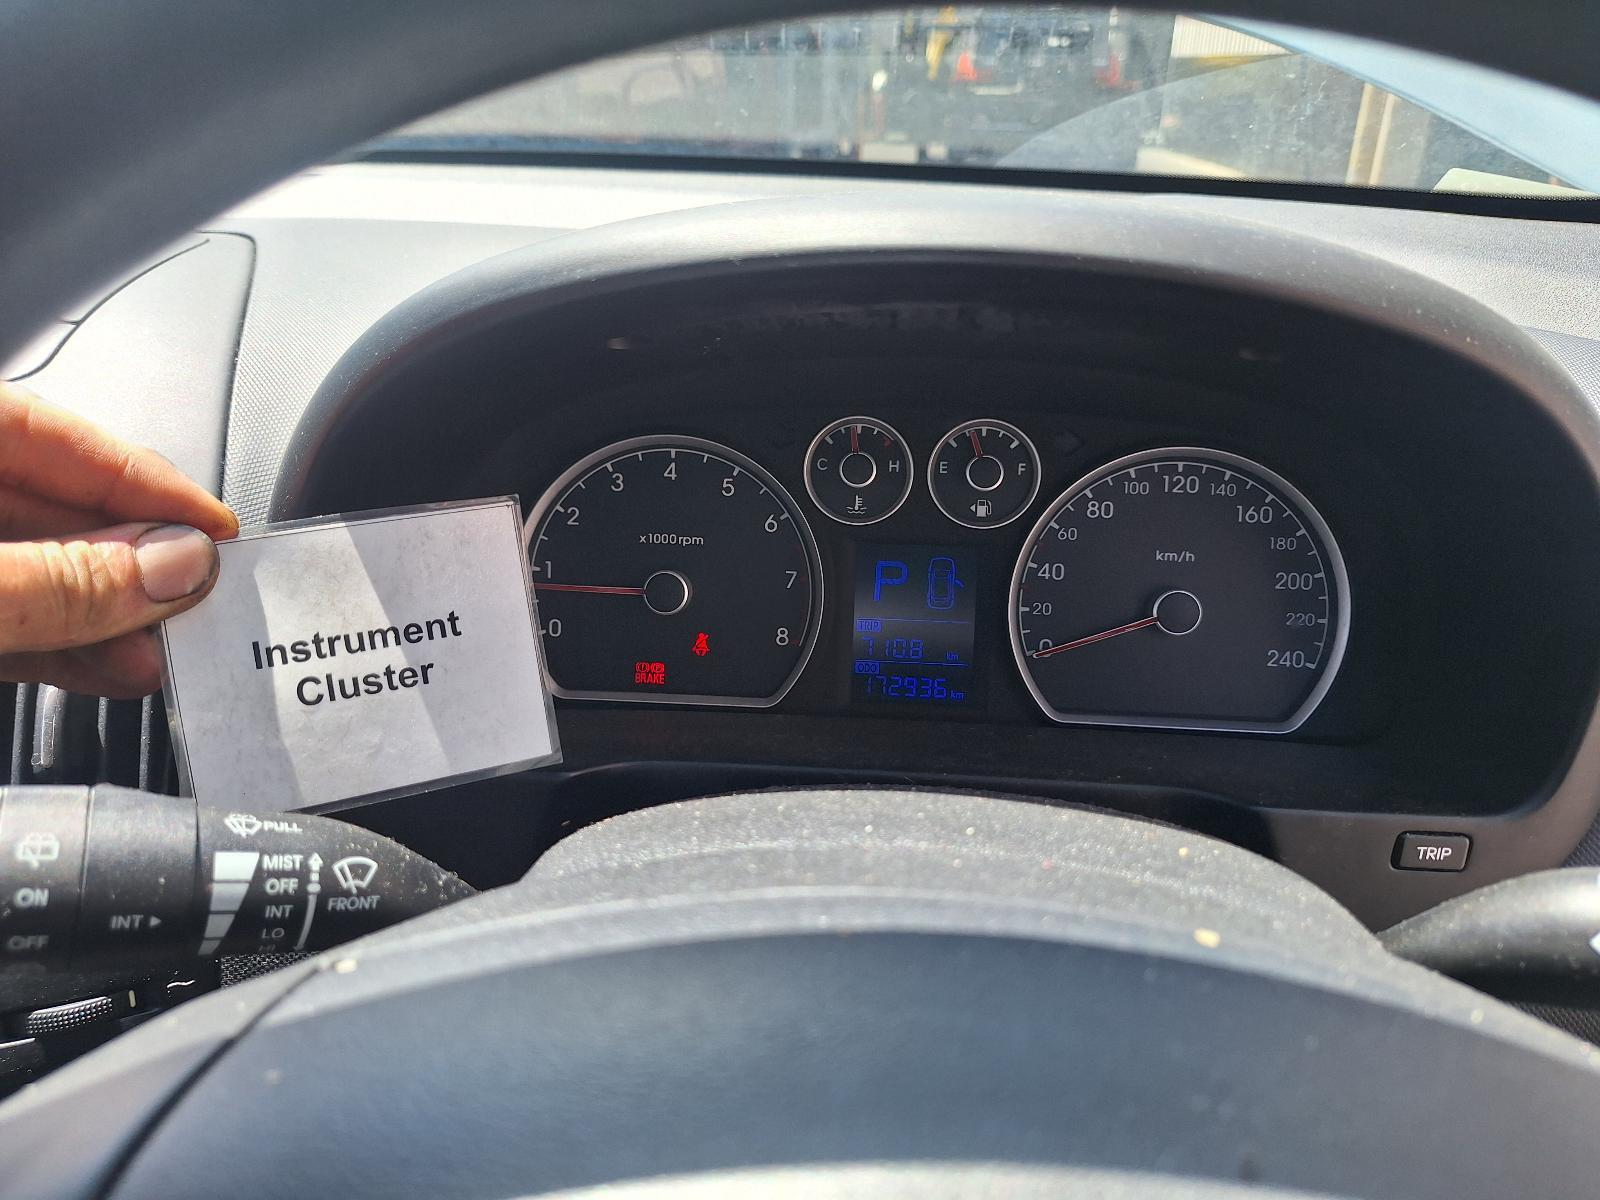 Instrument
Cluster
0
1
2
3
4
5
6
7
8
x1000rpm
BRAKE
C
H
E
F
P
TRIP
710.8 km
ODO
172936 km
0
20
40
60
80
100
120
140
160
180
200
220
240
km/h
TRIP
PULL
MIST
OFF
INT
LO
FRONT
ON
OFF
INT